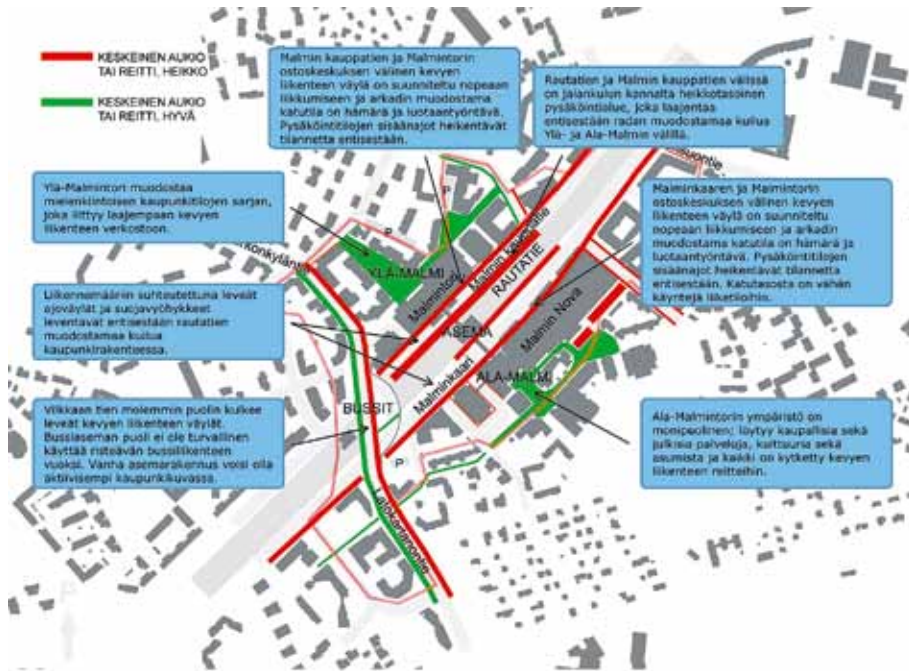 KESKEINEN AUKIO
TAI REITTI, HEIKKO
KESKEINEN AUKIO
TAI REITTI, HYVÄ
Malmin kauppatien ja Malmintorin
ostoskeskuksen välinen kevyen
liikenteen väylä on suunniteltu nopeaan
liikkumiseen ja arkadin muodostama
katutila on hämärä ja luotaantyöntävä.
Pysäköintitilojen sisäänajot heikentävät
tilannetta entisestään.
Rautatien ja Malmin kauppatien välissä
on jalankulun kannalta heikkotasoinen
pysäköintialue, joka laajentaa
entisestään radan muodostamaa kuilua
Ylä- ja Ala-Malmin välillä.
Ylä-Malmintori muodostaa
mielenkiintoisen kaupunkitilojen sarjan,
joka liittyy laajempaan kevyen
liikenteen verkostoon.
Malminkaaren ja Malmintorin
ostoskeskuksen välinen kevyen
liikenteen väylä on suunniteltu
nopeaan liikkumiseen ja arkadin
muodostama katutila on hämärä ja
luotaantyöntävä. Pysäköintitilojen
sisäänajot heikentävät tilannetta
entisestään. Katutasosta on vähän
käyntejä liiketiloihin.
Liikennemääriin suhteutettuna leveät
ajoväylät ja suojavyöhykkeet
leventävät entisestään rautatien
muodostamaa kuilua
kaupunkirakenteessa.
Vilkkaan tien molemmin puolin kulkee
leveät kevyen liikenteen väylät.
Bussiaseman puoli ei ole turvallinen
käyttää risteävän bussiliikenteen
vuoksi. Vanha asemarakennus voisi olla
aktiivisempi kaupunkikuvassa.
Ala-Malmintorin ympäristö on
monipuolinen: löytyy kaupallisia sekä
julkisia palveluja, kulttuuria sekä
asumista ja kaikki on kytketty kevyen
liikenteen reitteihin.
P
P
YLÄ-MALMI
Malmintori
Malmin kauppatie
RAUTATIE
ASEMA
Malmin Nova
Malminkaari
ALA-MALMI
BUSSIT
P
Latokartanontie